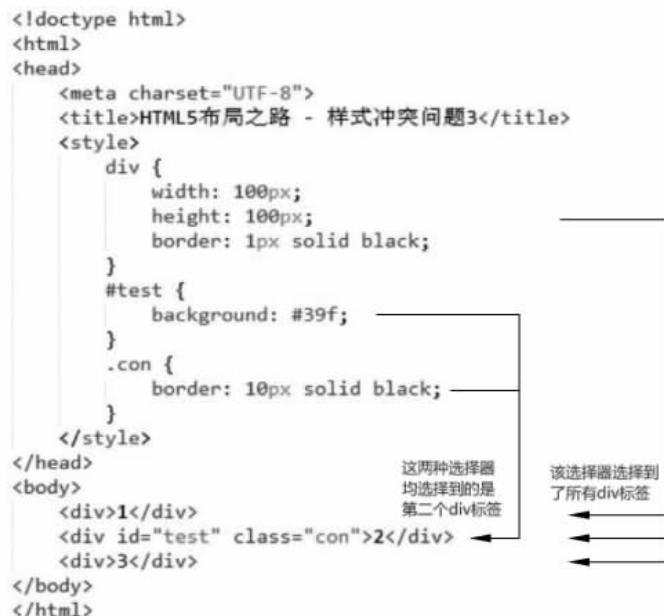 <!doctype html>
<html>
<head>
    <meta charset="UTF-8">
    <title>HTML5布局之路 - 样式冲突问题3</title>
    <style>
        div {
            width: 100px;
            height: 100px;
            border: 1px solid black;
        }
        #test {
            background: #39f;
        }
        .con {
            border: 10px solid black;
        }
    </style>
</head>
<body>
    <div>1</div>
    <div id="test" class="con">2</div>
    <div>3</div>
</body>
</html>
这两种选择器
均选择到的是
第二个div标签
该选择器选择到
了所有div标签